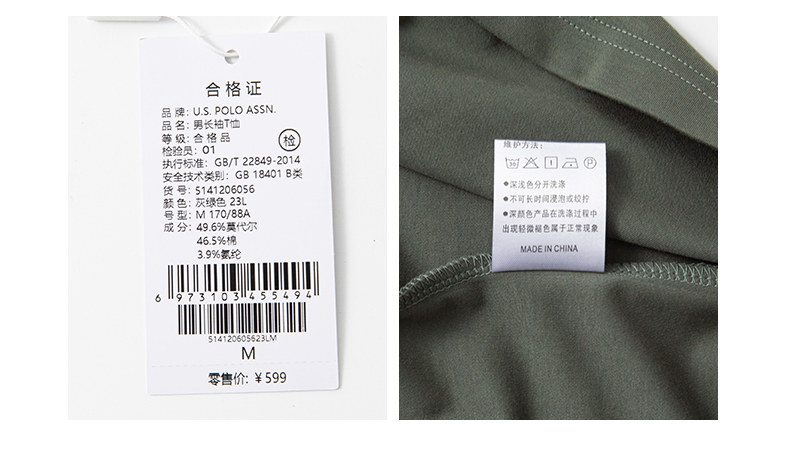 合格证
品 牌: U.S. POLO ASSN.
品 名: 男长袖T恤
等 级: 合 格 品
检验员: 01
检
执行标准: GB/T 22849-2014
安全技术类别: GB 18401 B类
货 号: 5141206056
颜 色: 灰绿色 23L
号 型: M 170/88A
成 分: 49.6%莫代尔
46.5%棉
3.9%氨纶
6 973103 455494
514120605623LM
M
零售价: ￥599
维护方法:
●深浅色分开洗涤
●不可长时间浸泡或绞拧
●深颜色产品在洗涤过程中
出现轻微褪色属于正常现象
MADE IN CHINA